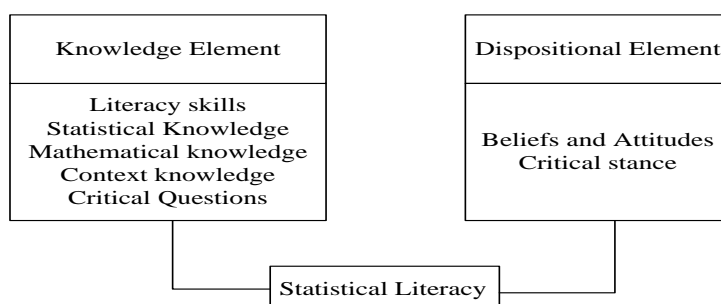 Knowledge Element
Literacy skills
Statistical Knowledge
Mathematical knowledge
Context knowledge
Critical Questions
Dispositional Element
Beliefs and Attitudes
Critical stance
Statistical Literacy